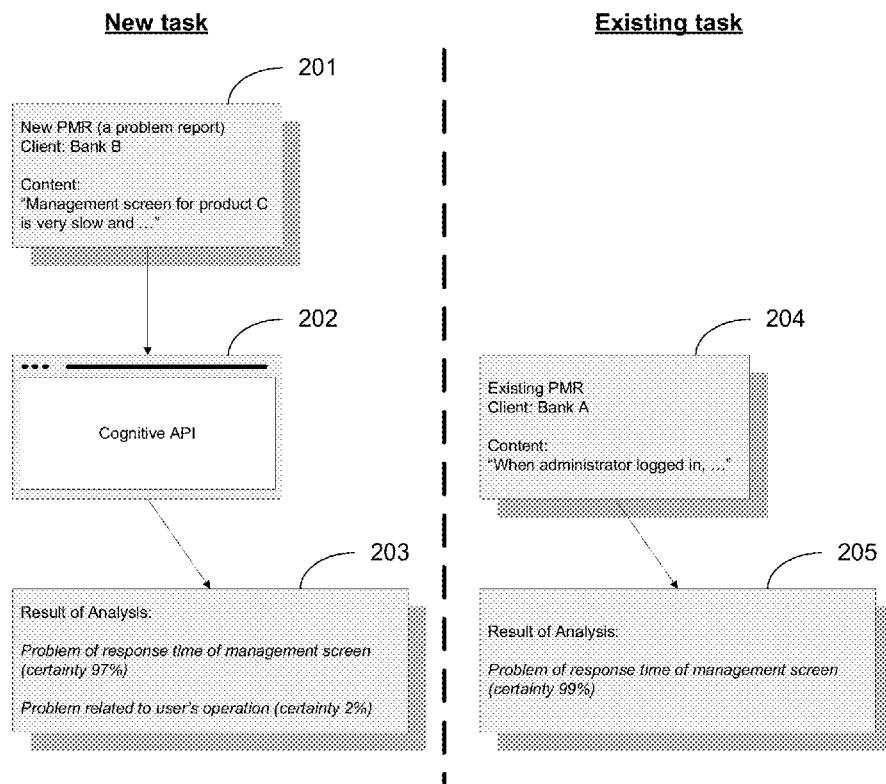 New task
201
New PMR (a problem report)
Client: Bank B
Content:
“Management screen for product C
is very slow and …”
202
Cognitive API
203
Result of Analysis:
Problem of response time of management screen
(certainty 97%)
Problem related to user's operation (certainty 2%)
Existing task
204
Existing PMR
Client: Bank A
Content:
“When administrator logged in, …”
205
Result of Analysis:
Problem of response time of management screen
(certainty 99%)